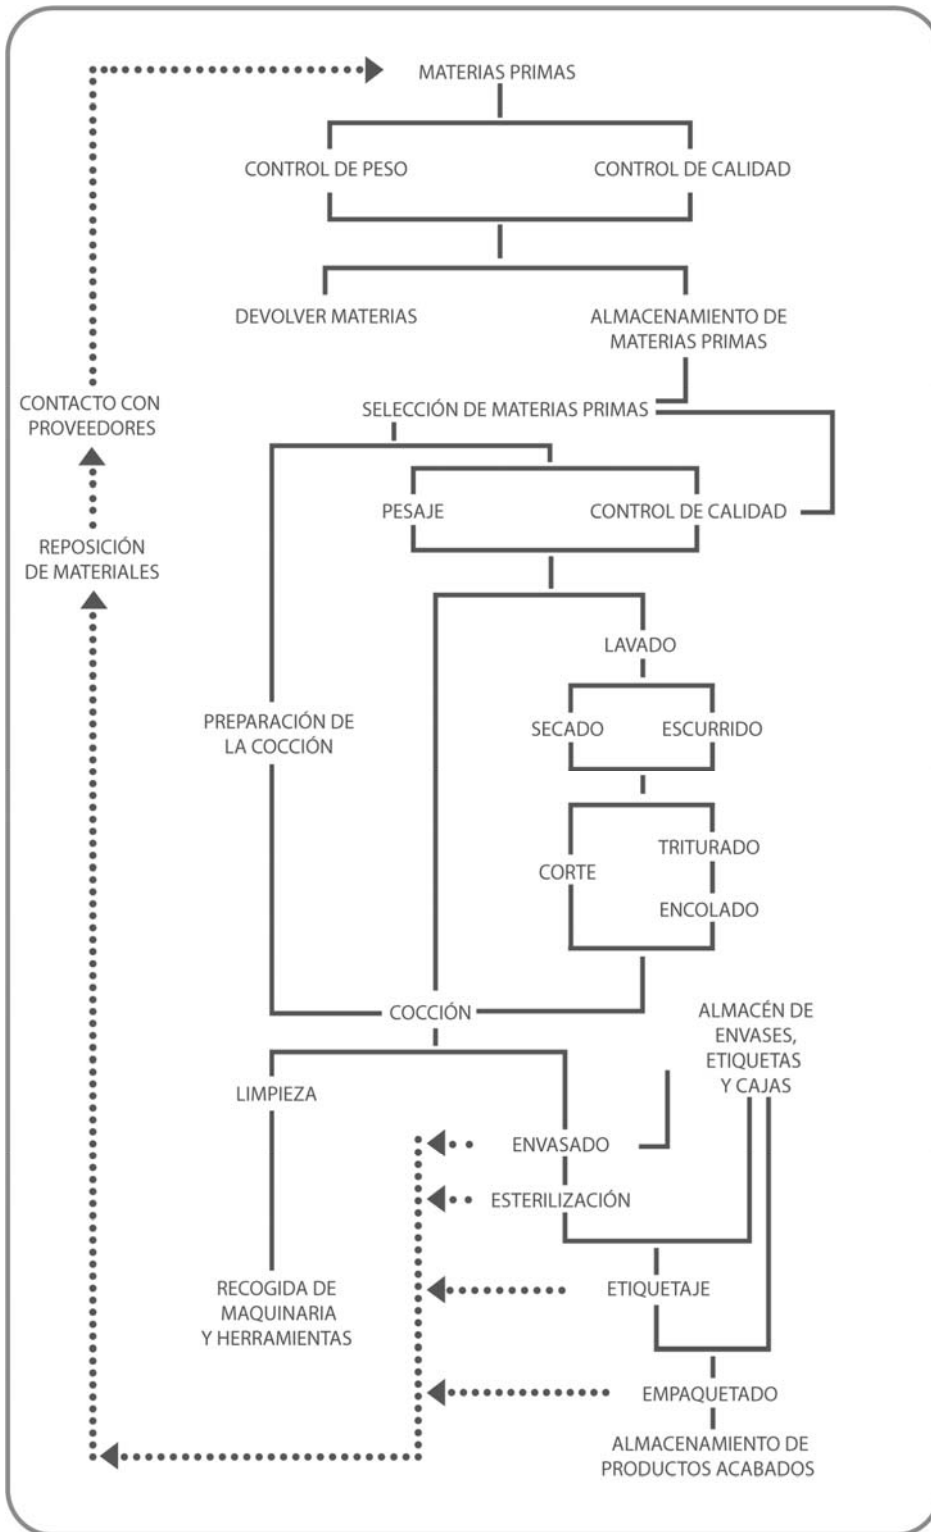 MATERIAS PRIMAS
CONTROL DE PESO
CONTROL DE CALIDAD
DEVOLVER MATERIAS
ALMACENAMIENTO DE
MATERIAS PRIMAS
CONTACTO CON
PROVEEDORES
SELECCIÓN DE MATERIAS PRIMAS
PESAJE
CONTROL DE CALIDAD
REPOSICIÓN
DE MATERIALES
LAVADO
PREPARACIÓN DE
LA COCCIÓN
SECADO
ESCURRIDO
CORTE
TRITURADO
ENCOLADO
COCCIÓN
ALMACÉN DE
ENVASES,
ETIQUETAS
Y CAJAS
LIMPIEZA
ENVASADO
ESTERILIZACIÓN
RECOGIDA DE
MAQUINARIA
Y HERRAMIENTAS
ETIQUETAJE
EMPAQUETADO
ALMACENAMIENTO DE
PRODUCTOS ACABADOS